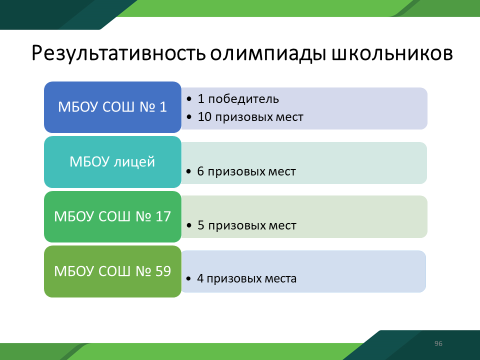 Результативность олимпиады школьников
МБОУ СОШ № 1
• 1 победитель
• 10 призовых мест
МБОУ лицей
• 6 призовых мест
МБОУ СОШ № 17
• 5 призовых мест
МБОУ СОШ № 59
• 4 призовых места
96